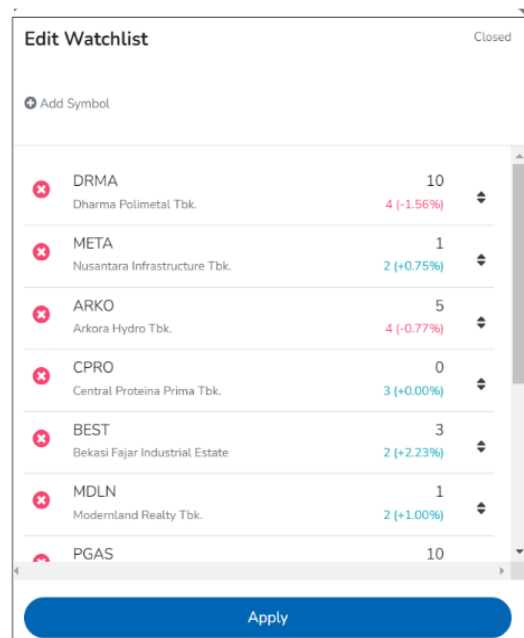 Edit Watchlist
Closed
Add Symbol
DRMA 10
Dharma Polimetal Tbk. 4 (-1.56%)
META 1
Nusantara Infrastructure Tbk. 2 (+0.75%)
ARKO 5
Arkora Hydro Tbk. 4 (-0.77%)
CPRO 0
Central Proteina Prima Tbk. 3 (+0.00%)
BEST 3
Bekasi Fajar Industrial Estate 2 (+2.23%)
MDLN 1
Modernland Realty Tbk. 2 (+1.00%)
PGAS 10
Apply